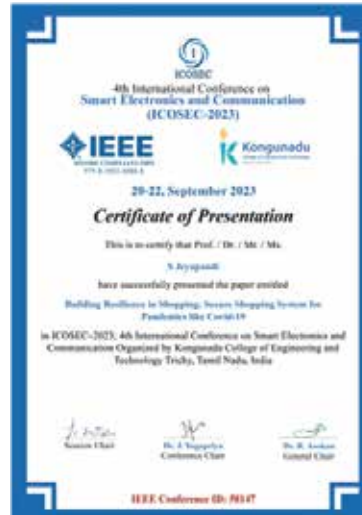 ICOSEC
4th International Conference on
Smart Electronics and Communication
(ICOSEC-2023)
IEEE
Kongunadu
20-22, September 2023
Certificate of Presentation
This is to certify that Prof. / Dr. / Mr. / Ms.
S Jeyapandi
have successfully presented the paper entitled
Building Resilience in Shopping: Secure Shopping System for
Pandemics like Covid-19
in ICOSEC-2023; 4th International Conference on Smart Electronics and
Communication Organized by Kongunadu College of Engineering and
Technology Trichy, Tamil Nadu, India
Session Chair
Conference Chair
Dr. R. Asokan
General Chair
IEEE Conference ID: 58147